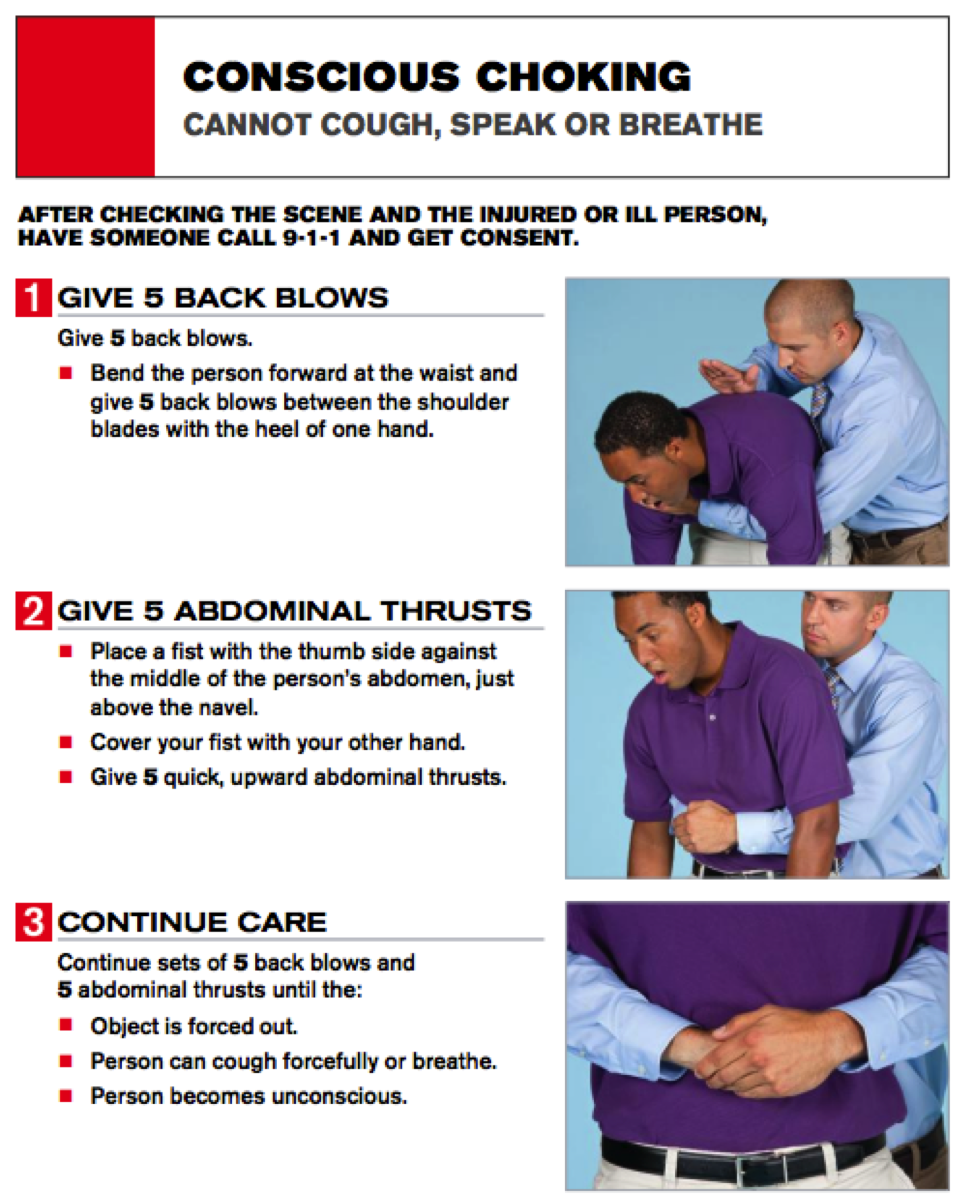 CONSCIOUS CHOKING
CANNOT COUGH, SPEAK OR BREATHE
AFTER CHECKING THE SCENE AND THE INJURED OR ILL PERSON,
HAVE SOMEONE CALL 9-1-1 AND GET CONSENT.
1 GIVE 5 BACK BLOWS
Give 5 back blows.
Bend the person forward at the waist and
give 5 back blows between the shoulder
blades with the heel of one hand.
2 GIVE 5 ABDOMINAL THRUSTS
Place a fist with the thumb side against
the middle of the person's abdomen, just
above the navel.
Cover your fist with your other hand.
Give 5 quick, upward abdominal thrusts.
3 CONTINUE CARE
Continue sets of 5 back blows and
5 abdominal thrusts until the:
Object is forced out.
Person can cough forcefully or breathe.
Person becomes unconscious.